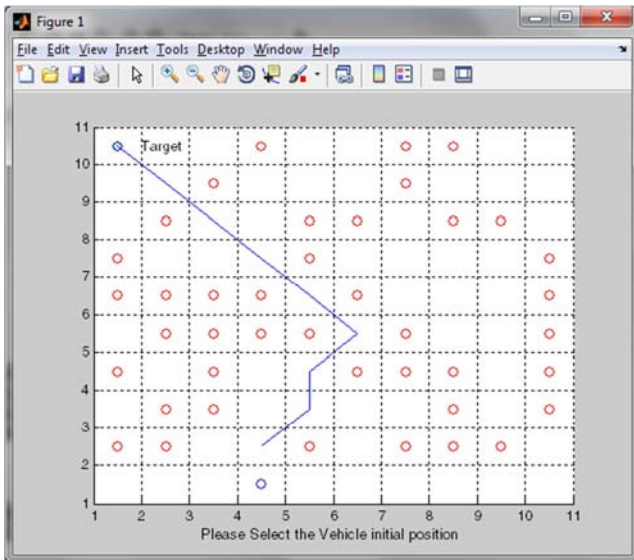 Figure 1
File Edit View Insert Tools Desktop Window Help
11
Target
10
9
8
7
6
5
4
3
2
1
1 2 3 4 5 6 7 8 9 10 11
Please Select the Vehicle initial position